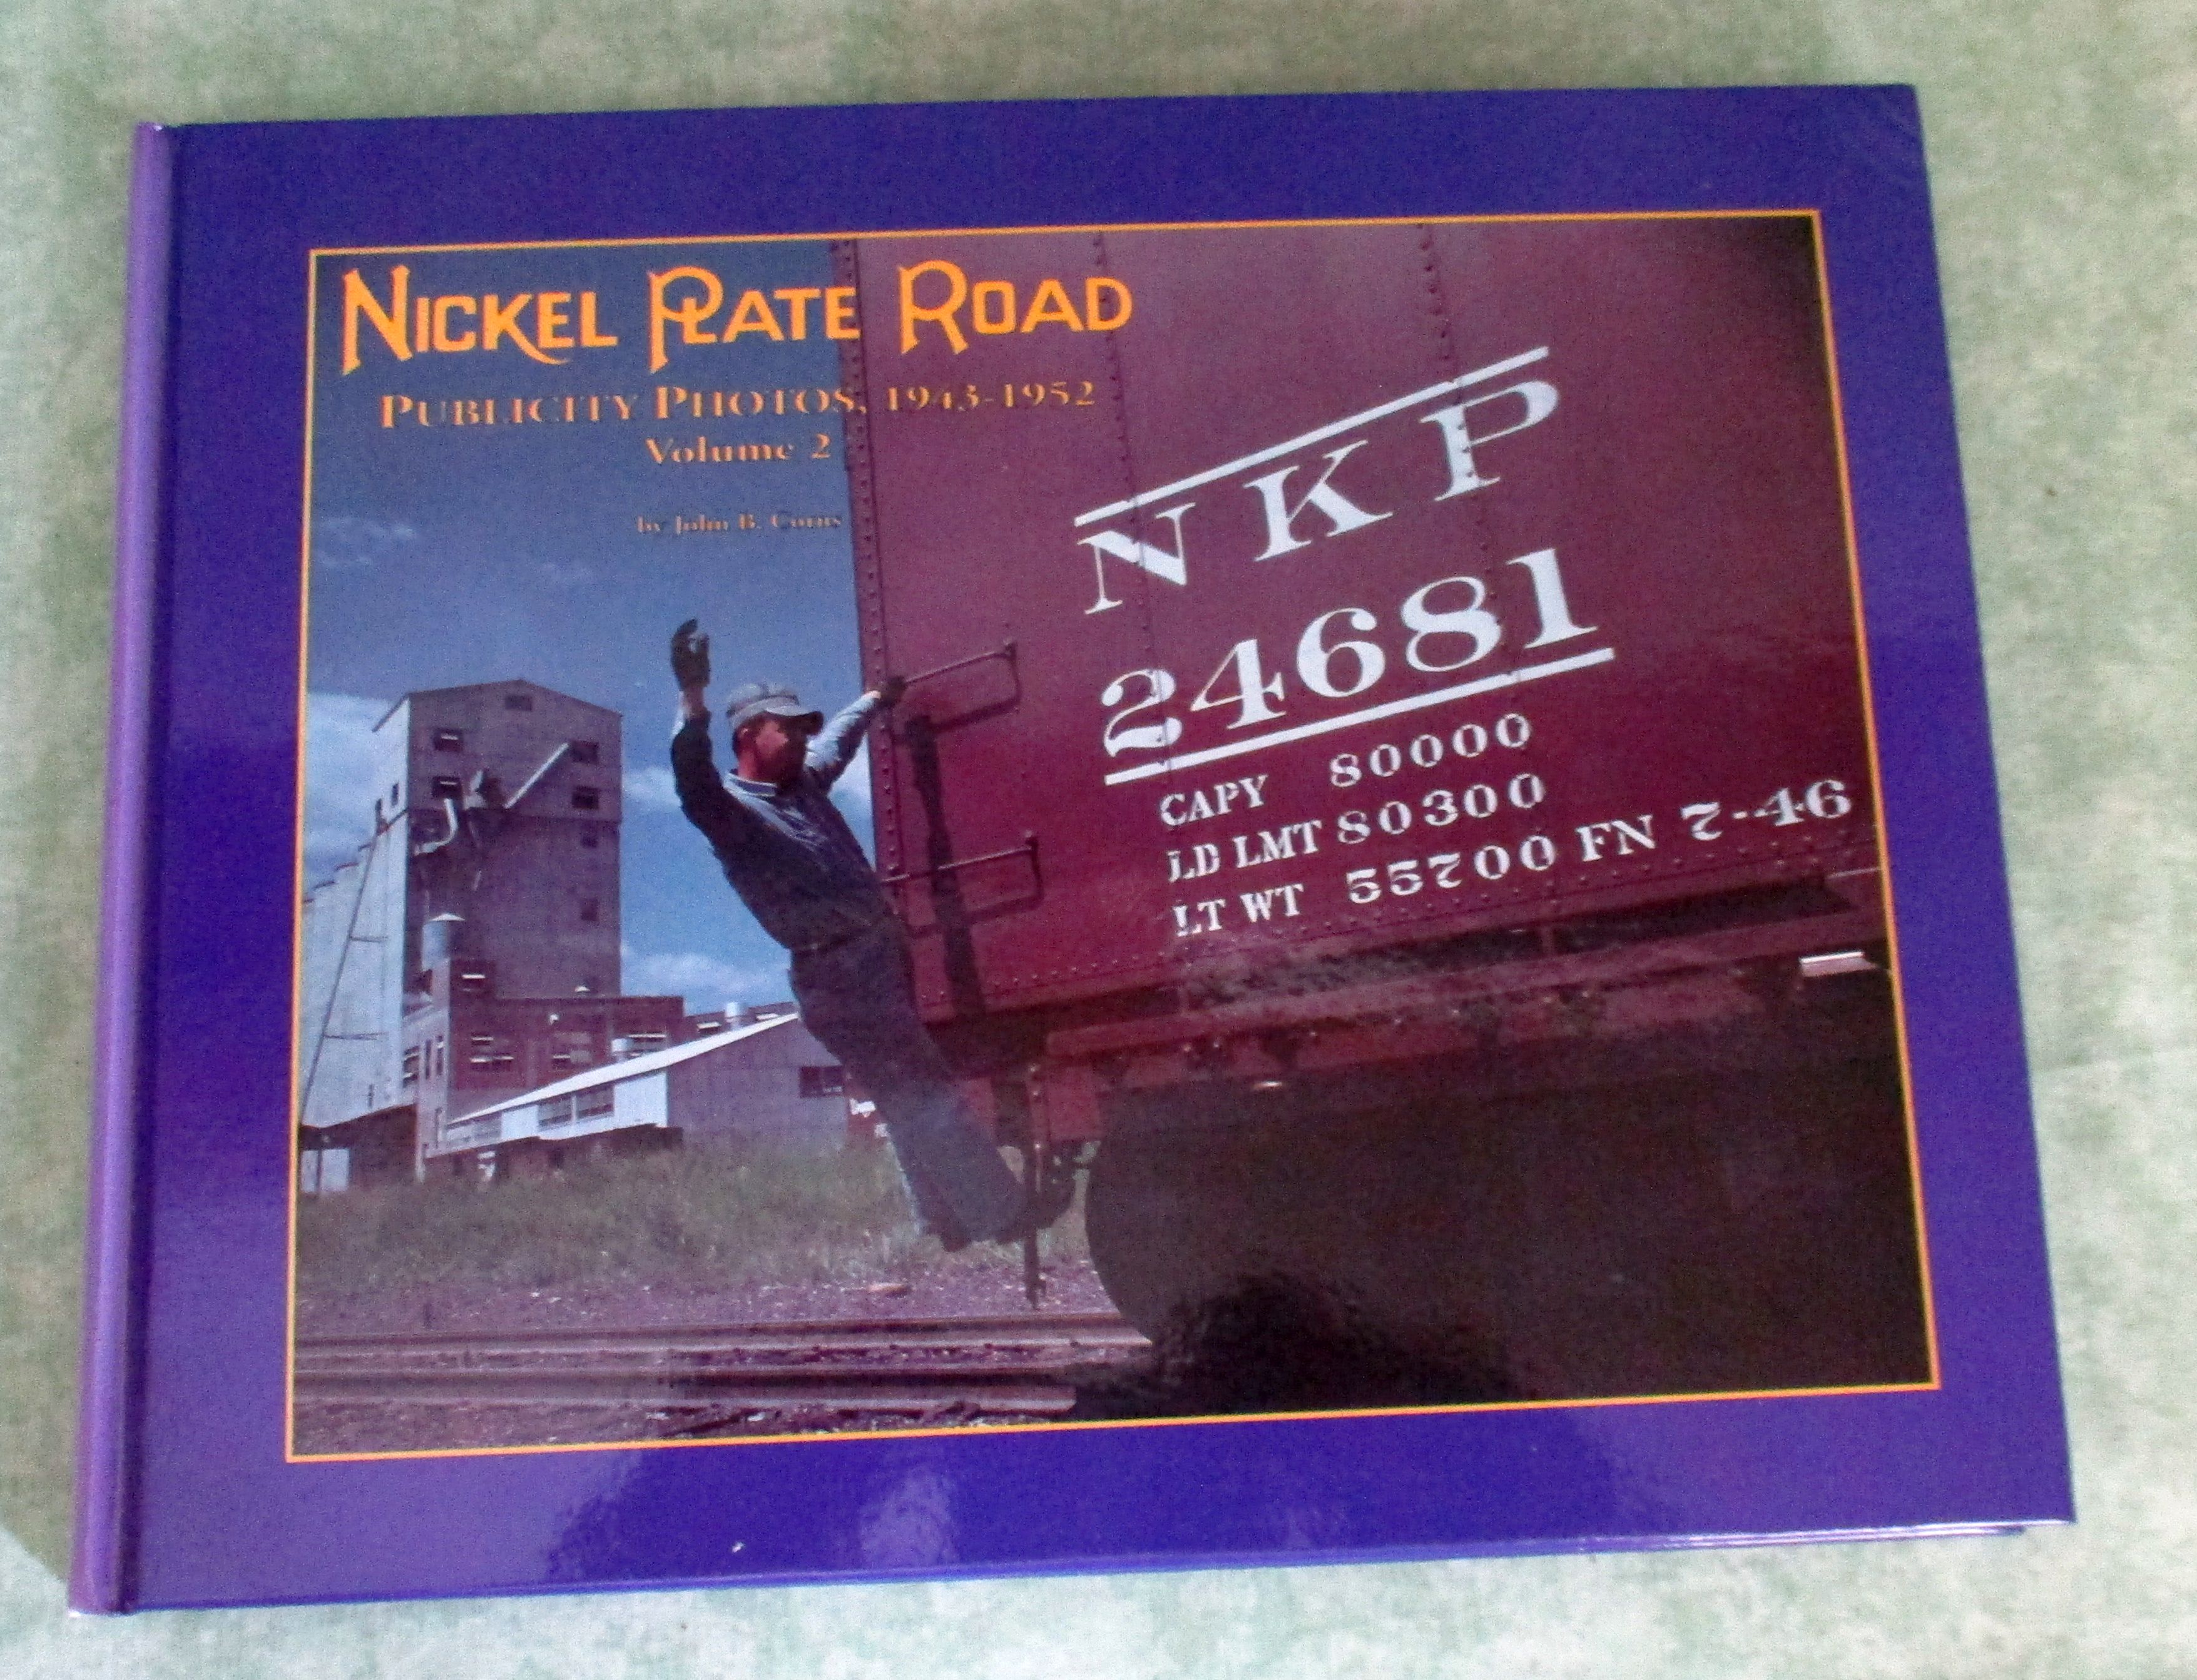 NICKEL PLATE ROAD
PUBLICITY PHOTOS, 1943-1952
Volume 2
by John B. Corns
NKP
24681
CAPY 80000
LD LMT 80300
LT WT 55700 FN 7-46